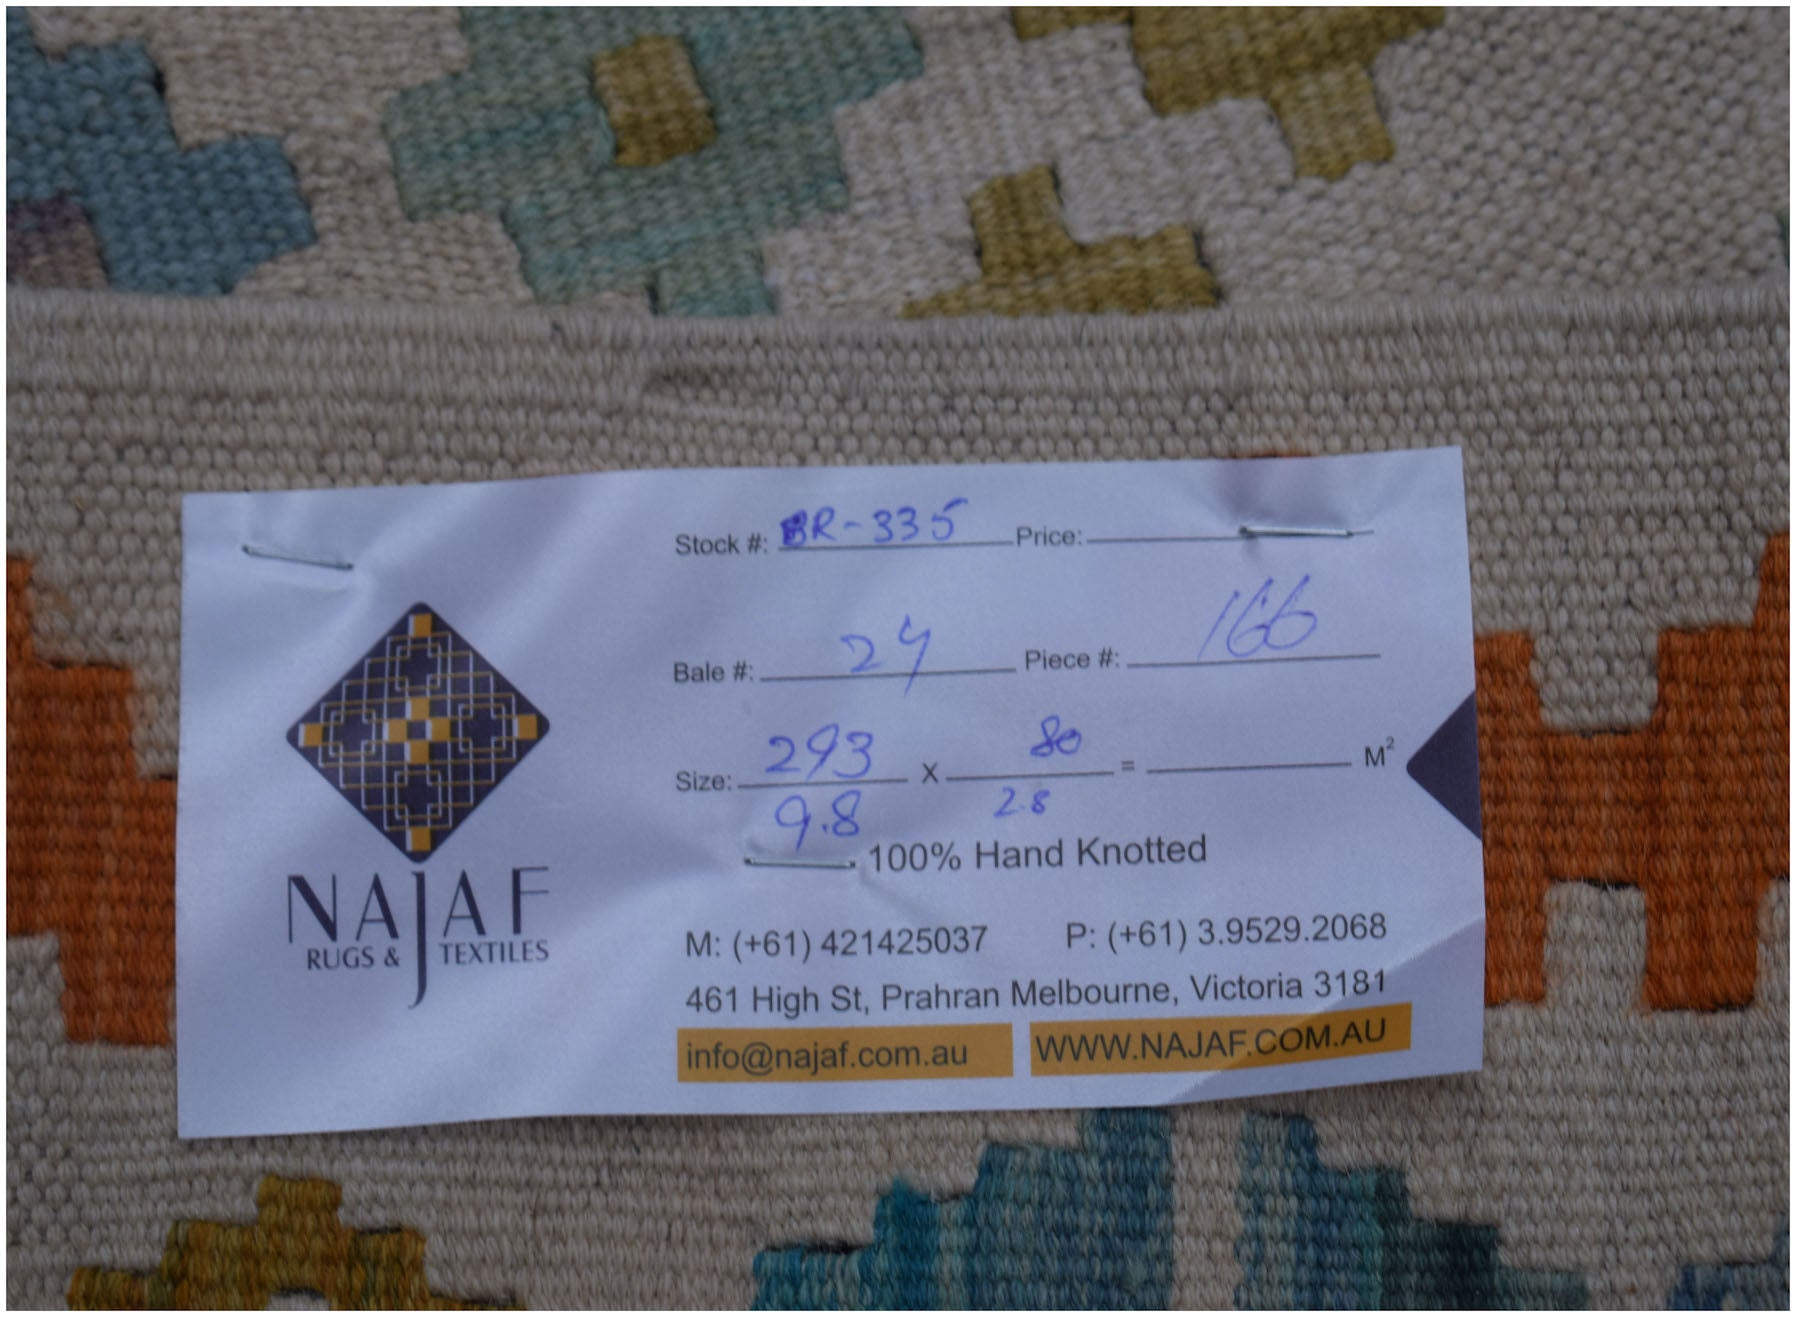 NAJAF
RUGS & TEXTILES
Stock #: BR-335 Price:
Bale #: 24 Piece #: 166
Size: 293 X 80 = M²
9.8 2.8
100% Hand Knotted
M: (+61) 421425037 P: (+61) 3.9529.2068
461 High St, Prahran Melbourne, Victoria 3181
info@najaf.com.au WWW.NAJAF.COM.AU